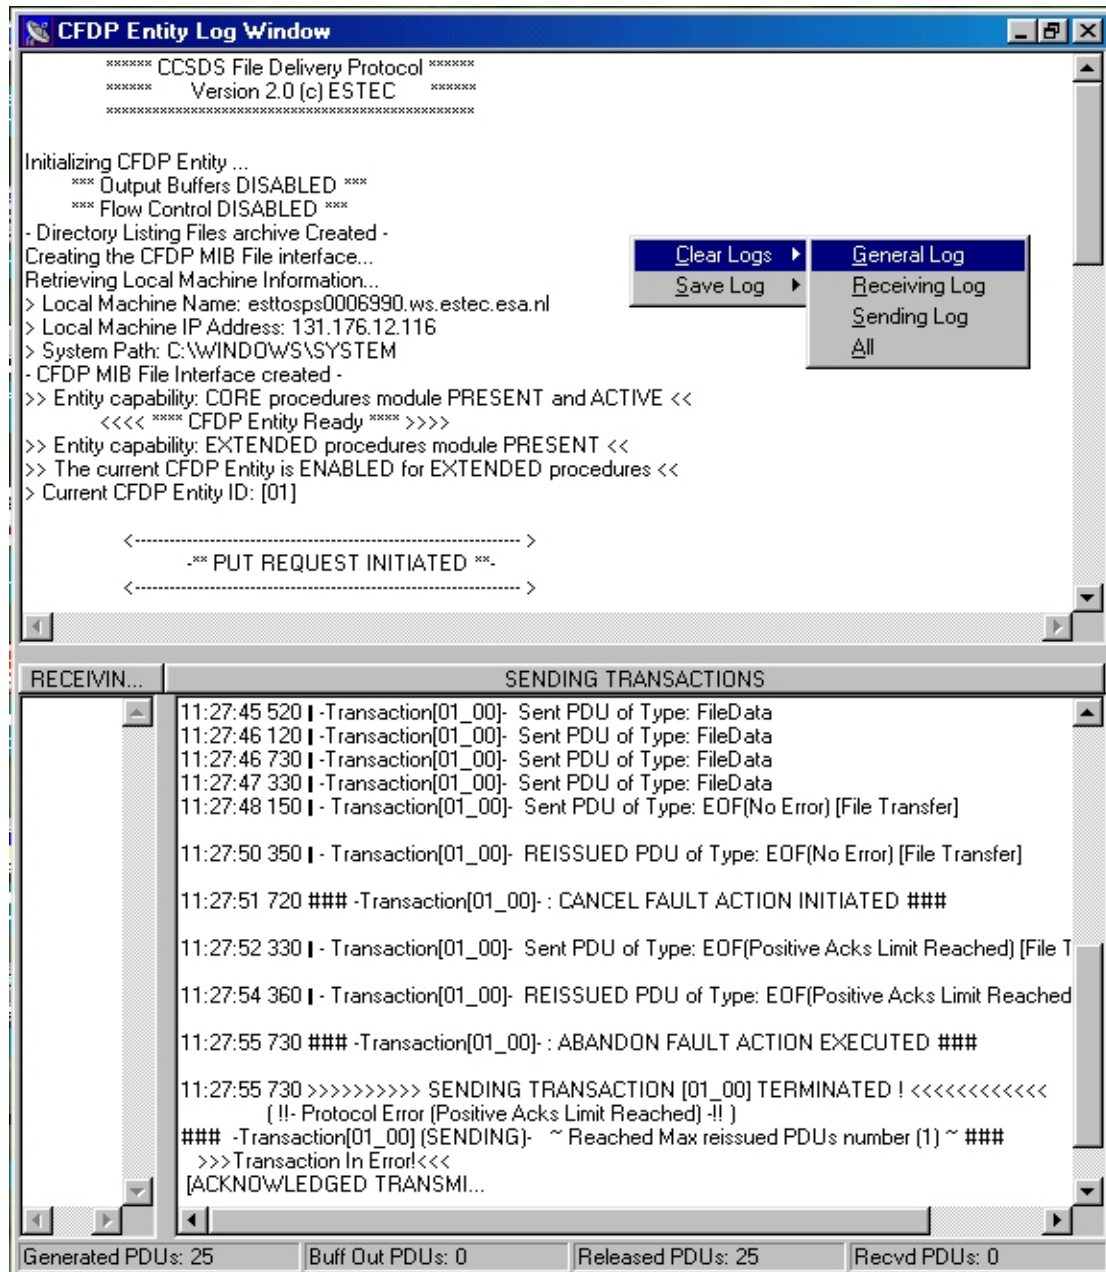 CFDP Entity Log Window
****** CCSDS File Delivery Protocol ******
****** Version 2.0 (c) ESTEC ******
************************************************
Initializing CFDP Entity ...
*** Output Buffers DISABLED ***
*** Flow Control DISABLED ***
- Directory Listing Files archive Created -
Creating the CFDP MIB File interface...
Retrieving Local Machine Information...
> Local Machine Name: esttosps0006990.ws.estec.esa.nl
> Local Machine IP Address: 131.176.12.116
> System Path: C:\WINDOWS\SYSTEM
- CFDP MIB File Interface created -
>> Entity capability: CORE procedures module PRESENT and ACTIVE <<
<<<< **** CFDP Entity Ready **** >>>>
>> Entity capability: EXTENDED procedures module PRESENT <<
>> The current CFDP Entity is ENABLED for EXTENDED procedures <<
> Current CFDP Entity ID: [01]
<---------------------------------------------------------------- >
-** PUT REQUEST INITIATED **-
<---------------------------------------------------------------- >
Clear Logs
Save Log
General Log
Receiving Log
Sending Log
All
RECEIVIN...
SENDING TRANSACTIONS
11:27:45 520 | -Transaction[01_00]- Sent PDU of Type: FileData
11:27:46 120 | -Transaction[01_00]- Sent PDU of Type: FileData
11:27:46 730 | -Transaction[01_00]- Sent PDU of Type: FileData
11:27:47 330 | -Transaction[01_00]- Sent PDU of Type: FileData
11:27:48 150 | - Transaction[01_00]- Sent PDU of Type: EOF(No Error) [File Transfer]
11:27:50 350 | - Transaction[01_00]- REISSUED PDU of Type: EOF(No Error) [File Transfer]
11:27:51 720 ### -Transaction[01_00]- : CANCEL FAULT ACTION INITIATED ###
11:27:52 330 | - Transaction[01_00]- Sent PDU of Type: EOF(Positive Acks Limit Reached) [File T
11:27:54 360 | - Transaction[01_00]- REISSUED PDU of Type: EOF(Positive Acks Limit Reached
11:27:55 730 ### -Transaction[01_00]- : ABANDON FAULT ACTION EXECUTED ###
11:27:55 730 >>>>>>>>>> SENDING TRANSACTION [01_00] TERMINATED ! <<<<<<<<<<<<
( !!- Protocol Error (Positive Acks Limit Reached) -!! )
### -Transaction[01_00] (SENDING)- ~ Reached Max reissued PDUs number (1) ~ ###
>>>Transaction In Error!<<<
[ACKNOWLEDGED TRANSMI...
Generated PDUs: 25
Buff Out PDUs: 0
Released PDUs: 25
Recvd PDUs: 0